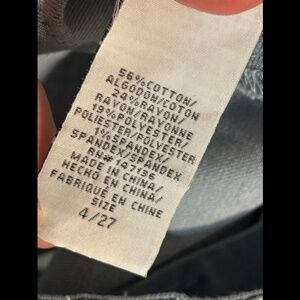 56%COTTON/
ALGODON/COTON
24%RAYON/
RAYON/RAYONNE
19%POLYESTER/
POLIESTER/POLYESTER
1%SPANDEX/
SPANDEX/SPANDEX
RN#147136
MADE IN CHINA/
HECHO EN CHINA/
FABRIQUÉ EN CHINE
SIZE
4/27